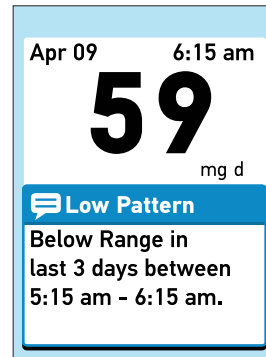 Apr 09 6:15 am
59
mg d
Low Pattern
Below Range in
last 3 days between
5:15 am - 6:15 am.